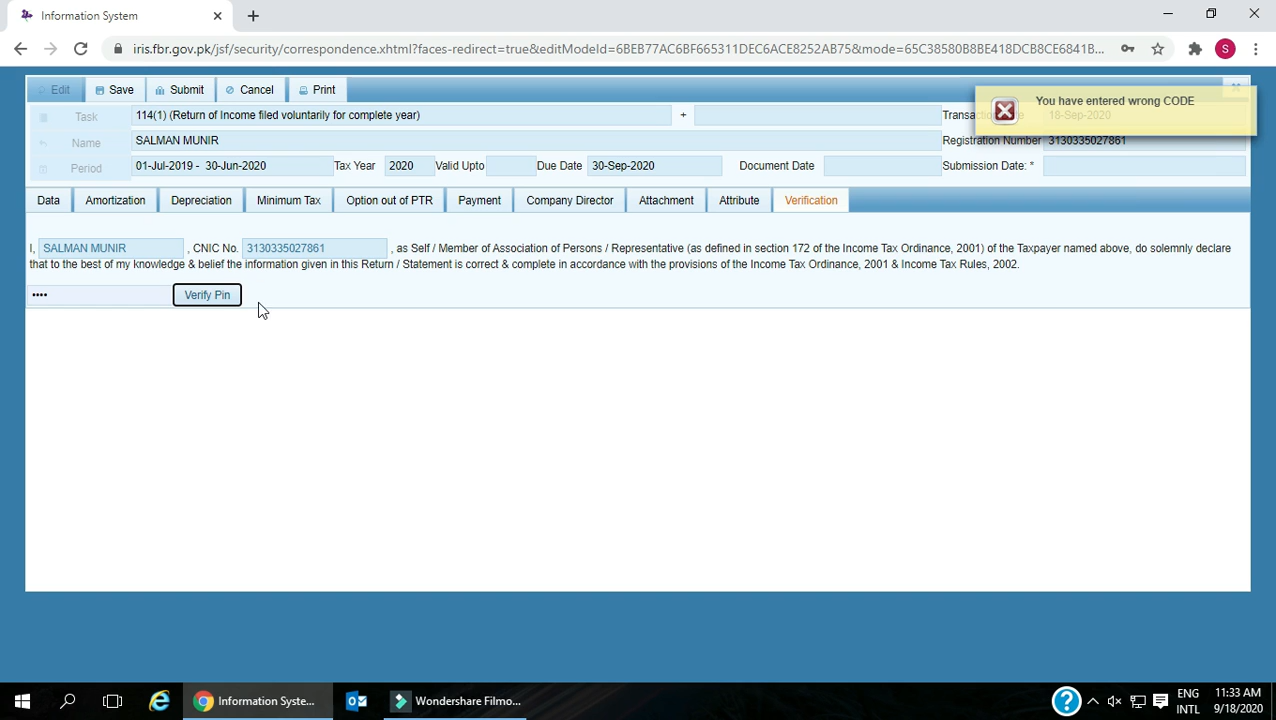 Information System
iris.fbr.gov.pk/jsf/security/correspondence.xhtml?faces-redirect=true&editModeId=6BEB77AC6BF665311DEC6ACE8252AB75&mode=65C38580B8BE418DCB8CE6841B...
S
Edit Save Submit Cancel Print
You have entered wrong CODE
Task 114(1) (Return of Income filed voluntarily for complete year) + 18-Sep-2020
Name SALMAN MUNIR Registration Number 3130335027861
Period 01-Jul-2019 - 30-Jun-2020 Tax Year 2020 Valid Upto Due Date 30-Sep-2020 Document Date Submission Date: *
Data Amortization Depreciation Minimum Tax Option out of PTR Payment Company Director Attachment Attribute Verification
I, SALMAN MUNIR , CNIC No. 3130335027861 , as Self / Member of Association of Persons / Representative (as defined in section 172 of the Income Tax Ordinance, 2001) of the Taxpayer named above, do solemnly declare
that to the best of my knowledge & belief the information given in this Return / Statement is correct & complete in accordance with the provisions of the Income Tax Ordinance, 2001 & Income Tax Rules, 2002.
•••• Verify Pin
Information Syste... Wondershare Filmo...
ENG 11:33 AM
INTL 9/18/2020